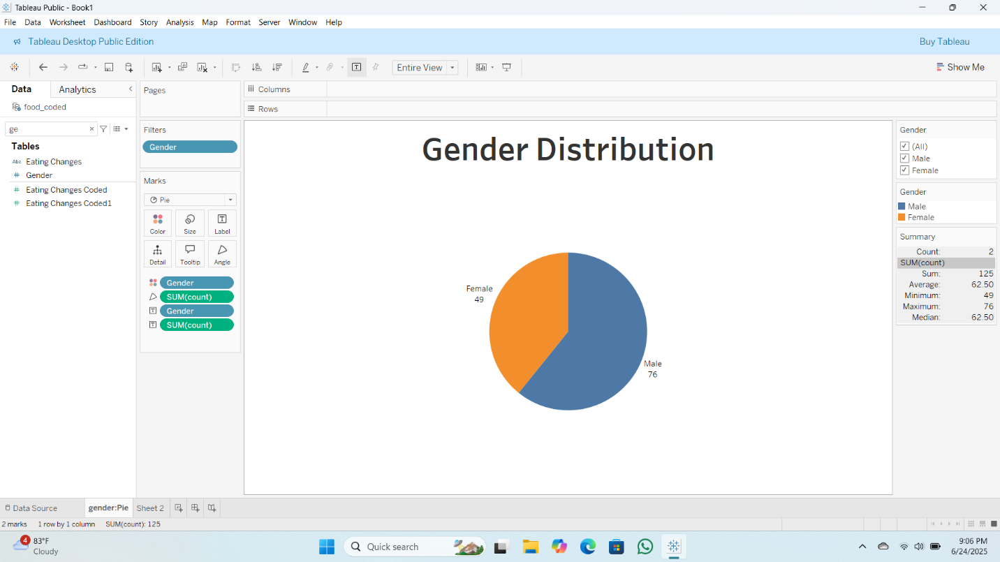 Tableau Public - Book1
File Data Worksheet Dashboard Story Analysis Map Format Server Window Help
Tableau Desktop Public Edition
Buy Tableau
Entire View
Show Me
Data
Analytics
food_coded
ge
Tables
Abc Eating Changes
# Gender
# Eating Changes Coded
# Eating Changes Coded1
Pages
Filters
Gender
Marks
Pie
Color Size Label
Detail Tooltip Angle
Gender
SUM(count)
Gender
SUM(count)
Columns
Rows
Gender Distribution
Female
49
Male
76
Gender
(All)
Male
Female
Gender
Male
Female
Summary
Count: 2
SUM(count)
Sum: 125
Average: 62.50
Minimum: 49
Maximum: 76
Median: 62.50
Data Source
gender:Pie
Sheet 2
2 marks 1 row by 1 column SUM(count): 125
4
83°F
Cloudy
Search
9:06 PM
6/24/2025